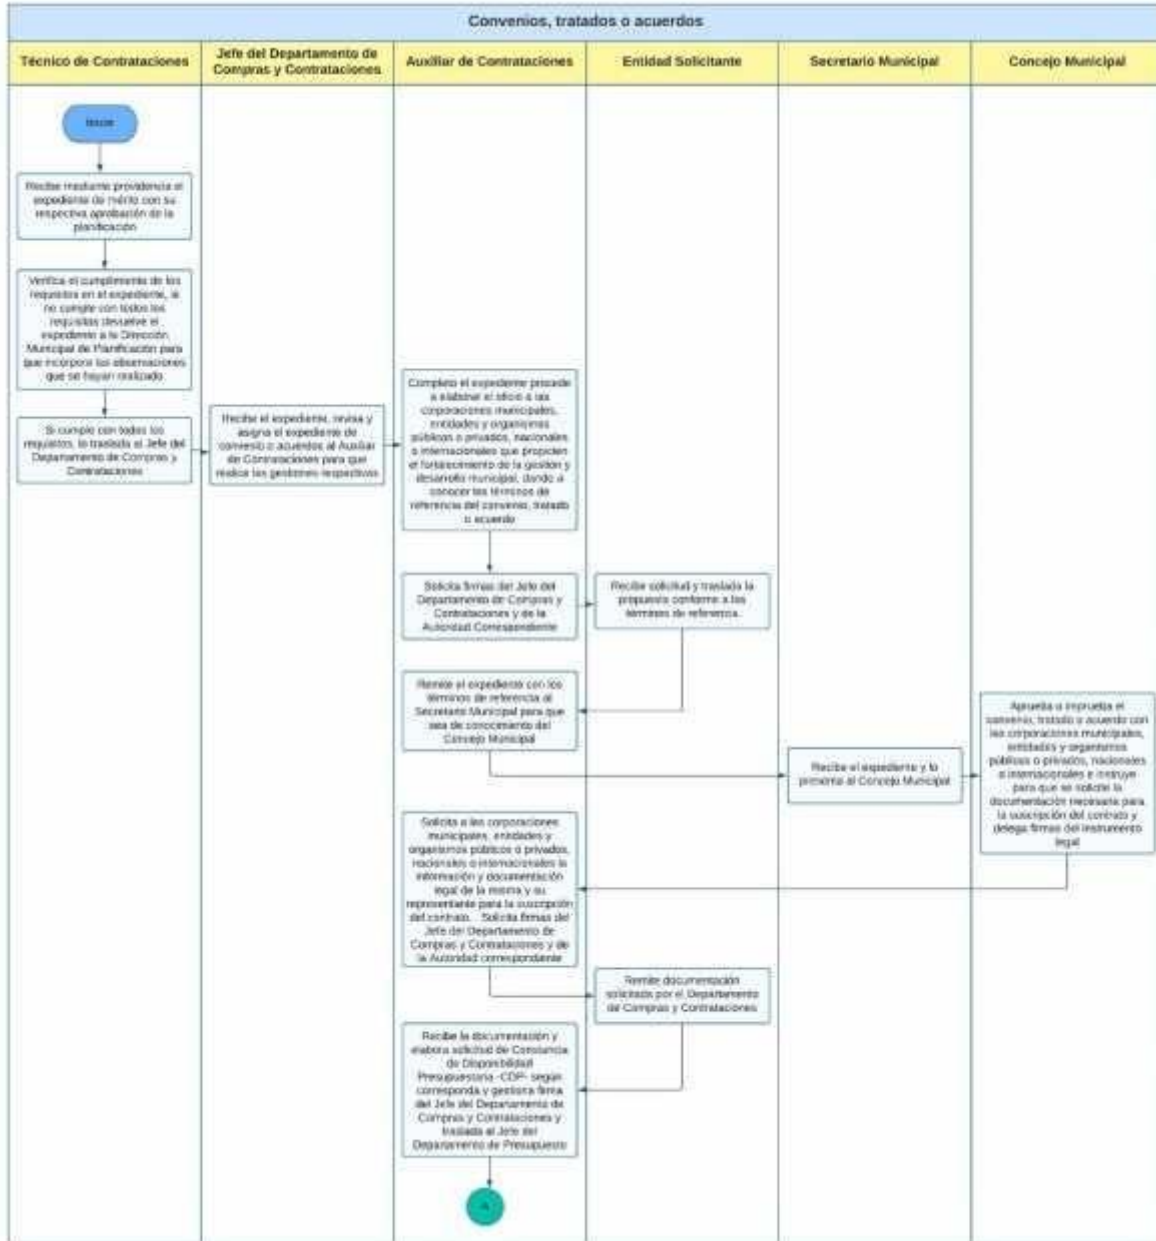 Convenios, tratados o acuerdos
Técnico de Contrataciones
Jefe del Departamento de
Compras y Contrataciones
Auxiliar de Contrataciones
Entidad Solicitante
Secretario Municipal
Concejo Municipal
Inicio
Recibe mediante providencia el
expediente de mérito con su
respectiva aprobación de la
planificación
Verifica el cumplimiento de los
requisitos en el expediente, si
no cumple con todos los
requisitos devuelve el
expediente a la Dirección
Municipal de Planificación para
que incorpore las observaciones
que se hayan realizado
Si cumple con todos los
requisitos, lo traslada al Jefe del
Departamento de Compras y
Contrataciones
Recibe el expediente, revisa y
asigna el expediente de
convenio o acuerdos al Auxiliar
de Contrataciones para que
realice las gestiones respectivas
Completo el expediente procede
a elaborar el oficio a las
corporaciones municipales,
entidades y organismos
públicos o privados, nacionales
o internacionales que propicien
el fortalecimiento de la gestión y
desarrollo municipal, dando a
conocer los términos de
referencia del convenio, tratado
o acuerdo
Solicita firmas del Jefe del
Departamento de Compras y
Contrataciones y de la
Autoridad Correspondiente
Recibe solicitud y traslada la
propuesta conforme a los
términos de referencia.
Remite el expediente con los
términos de referencia al
Secretario Municipal para que
sea de conocimiento del
Concejo Municipal
Recibe el expediente y lo
presenta al Concejo Municipal
Aprueba o imprueba el
convenio, tratado o acuerdo con
las corporaciones municipales,
entidades y organismos
públicos o privados, nacionales
o internacionales e instruye
para que se solicite la
documentación necesaria para
la suscripción del contrato y
delega firmas del instrumento
legal
Solicita a las corporaciones
municipales, entidades y
organismos públicos o privados,
nacionales o internacionales la
información y documentación
legal de la misma y su
representante para la suscripción
del contrato. Solicita firmas del
Jefe del Departamento de
Compras y Contrataciones y de
la Autoridad correspondiente
Remite documentación
solicitada por el Departamento
de Compras y Contrataciones
Recibe la documentación y
elabora solicitud de Constancia
de Disponibilidad
Presupuestaria -CDP- según
corresponda y gestiona firma
del Jefe del Departamento de
Compras y Contrataciones y
traslada al Jefe del
Departamento de Presupuesto
A